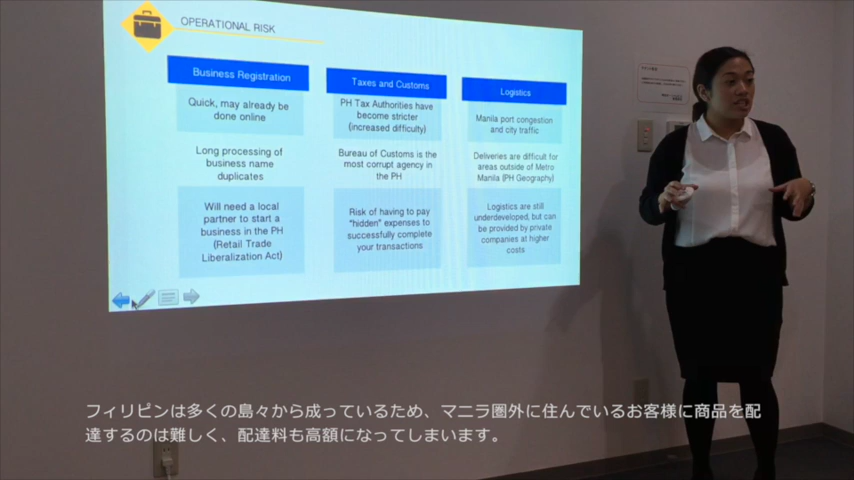 OPERATIONAL RISK
Business Registration
Quick, may already be
done online
Long processing of
business name
duplicates
Will need a local
partner to start a
business in the PH
(Retail Trade
Liberalization Act)
Taxes and Customs
PH Tax Authorities have
become stricter
(increased difficulty)
Bureau of Customs is the
most corrupt agency in
the PH
Risk of having to pay
"hidden" expenses to
successfully complete
your transactions
Logistics
Manila port congestion
and city traffic
Deliveries are difficult for
areas outside of Metro
Manila (PH Geography)
Logistics are still
underdeveloped, but can
be provided by private
companies at higher
costs
フィリピンは多くの島々から成っているため、マニラ圏外に住んでいるお客様に商品を配
達するのは難しく、配達料も高額になってしまいます。